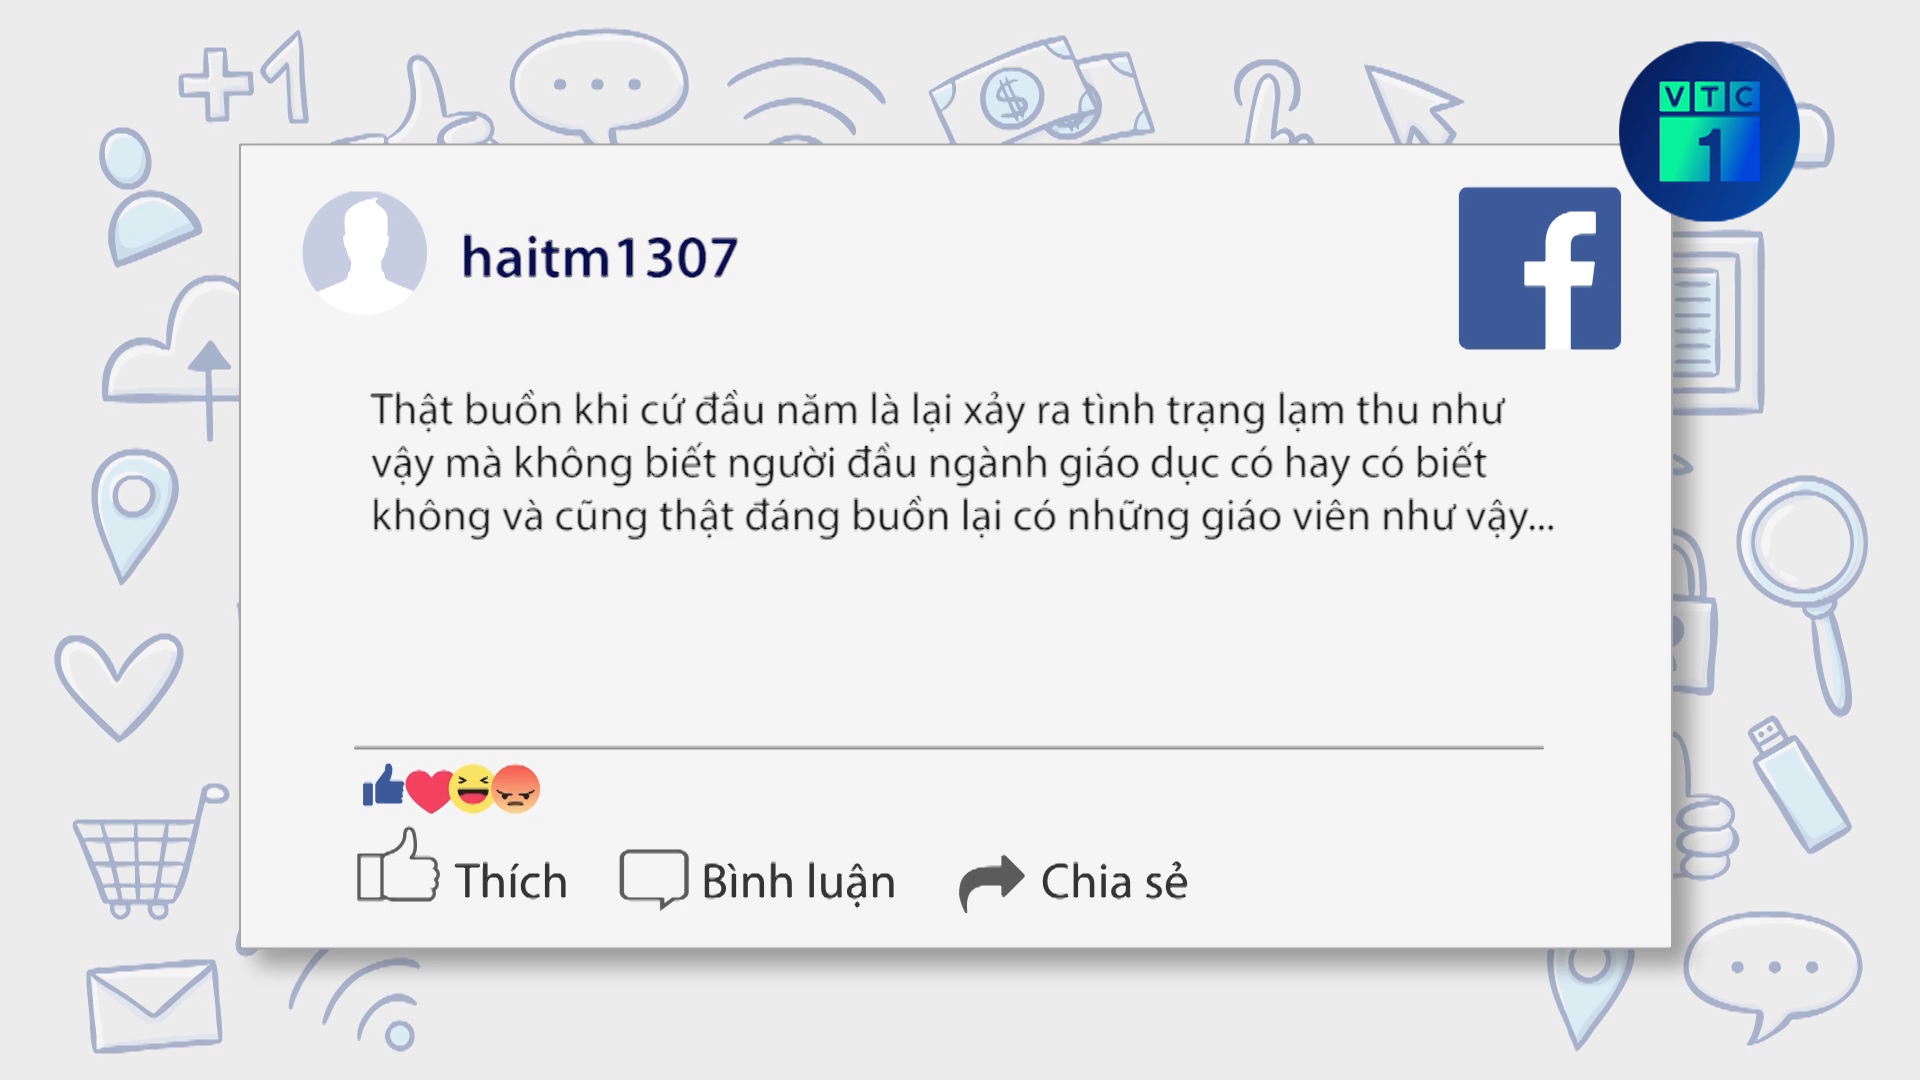 +1
VTC
1
haitm1307
f
Thật buồn khi cứ đầu năm là lại xảy ra tình trạng lạm thu như
vậy mà không biết người đầu ngành giáo dục có hay có biết
không và cũng thật đáng buồn lại có những giáo viên như vậy...
Thích Bình luận Chia sẻ